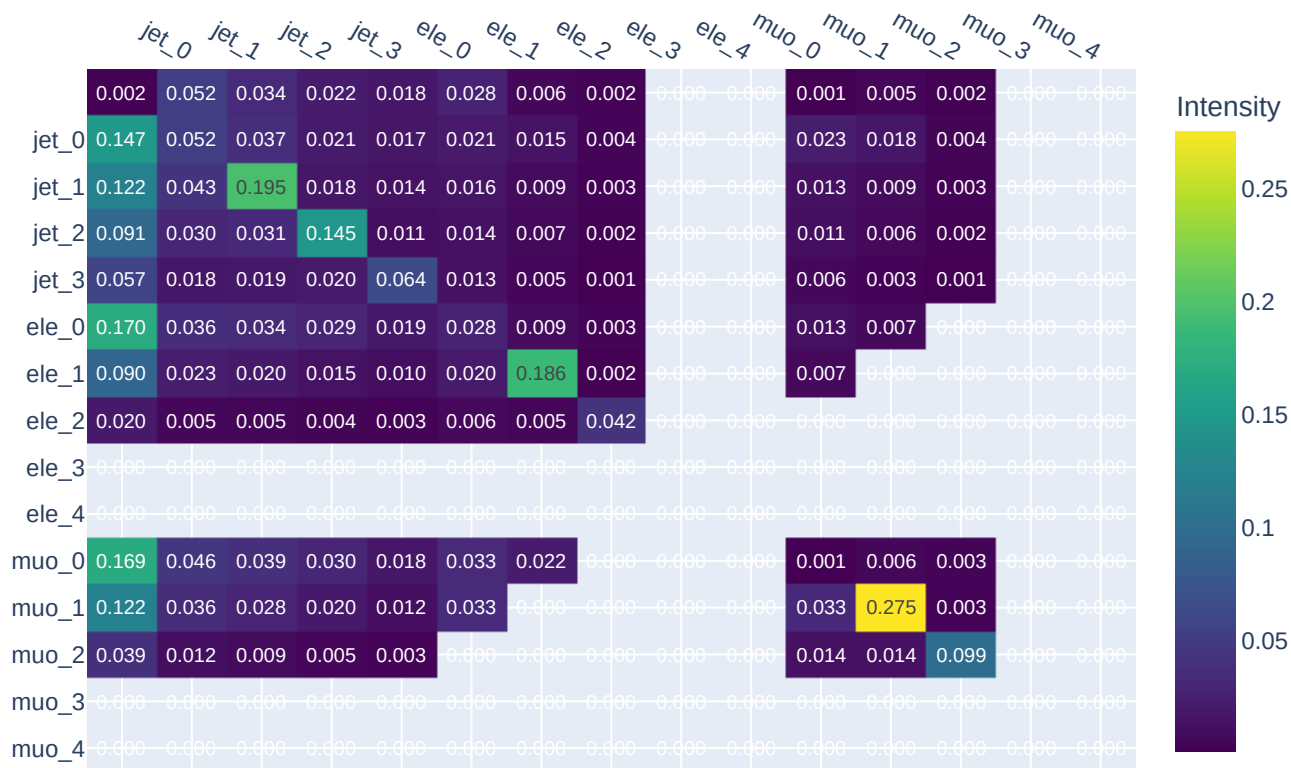 jet_0 jet_1 jet_2 jet_3 ele_0 ele_1 ele_2 ele_3 ele_4 muo_0 muo_1 muo_2 muo_3 muo_4
0.002 0.052 0.034 0.022 0.018 0.028 0.006 0.002 0.000 0.000 0.001 0.005 0.002 0.000 0.000
jet_0 0.147 0.052 0.037 0.021 0.017 0.021 0.015 0.004 0.000 0.000 0.023 0.018 0.004 0.000 0.000
jet_1 0.122 0.043 0.195 0.018 0.014 0.016 0.009 0.003 0.000 0.000 0.013 0.009 0.003 0.000 0.000
jet_2 0.091 0.030 0.031 0.145 0.011 0.014 0.007 0.002 0.000 0.000 0.011 0.006 0.002 0.000 0.000
jet_3 0.057 0.018 0.019 0.020 0.064 0.013 0.005 0.001 0.000 0.000 0.006 0.003 0.001 0.000 0.000
ele_0 0.170 0.036 0.034 0.029 0.019 0.028 0.009 0.003 0.000 0.000 0.013 0.007 0.000 0.000 0.000
ele_1 0.090 0.023 0.020 0.015 0.010 0.020 0.186 0.002 0.000 0.000 0.007 0.000 0.000 0.000 0.000
ele_2 0.020 0.005 0.005 0.004 0.003 0.006 0.005 0.042 0.000 0.000 0.000 0.000 0.000 0.000 0.000
ele_3 0.000 0.000 0.000 0.000 0.000 0.000 0.000 0.000 0.000 0.000 0.000 0.000 0.000 0.000 0.000
ele_4 0.000 0.000 0.000 0.000 0.000 0.000 0.000 0.000 0.000 0.000 0.000 0.000 0.000 0.000 0.000
muo_0 0.169 0.046 0.039 0.030 0.018 0.033 0.022 0.000 0.000 0.000 0.001 0.006 0.003 0.000 0.000
muo_1 0.122 0.036 0.028 0.020 0.012 0.033 0.000 0.000 0.000 0.000 0.033 0.275 0.003 0.000 0.000
muo_2 0.039 0.012 0.009 0.005 0.003 0.000 0.000 0.000 0.000 0.000 0.014 0.014 0.099 0.000 0.000
muo_3 0.000 0.000 0.000 0.000 0.000 0.000 0.000 0.000 0.000 0.000 0.000 0.000 0.000 0.000 0.000
muo_4 0.000 0.000 0.000 0.000 0.000 0.000 0.000 0.000 0.000 0.000 0.000 0.000 0.000 0.000 0.000
Intensity
0.25
0.2
0.15
0.1
0.05